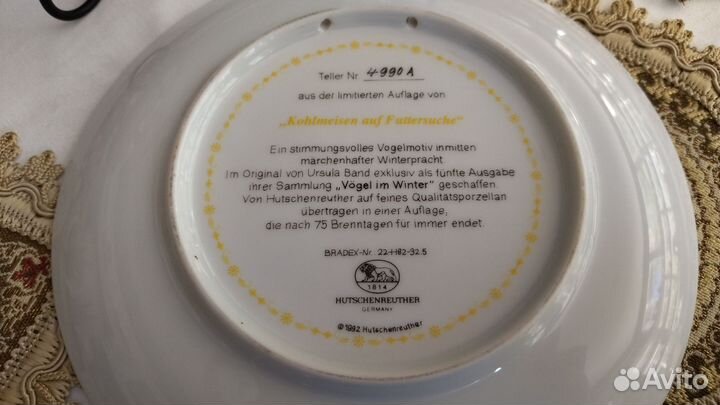 Teller Nr. 4990A
aus der limitierten Auflage von
„Kohlmeisen auf Futtersuche"
Ein stimmungsvolles Vogelmotiv inmitten
märchenhafter Winterpracht.
Im Original von Ursula Band exklusiv als fünfte Ausgabe
ihrer Sammlung „Vögel im Winter" geschaffen.
Von Hutschenreuther auf feines Qualitätsporzellan
übertragen in einer Auflage,
die nach 75 Brenntagen für immer endet.
BRADEX-Nr. 22-H62-32.5
1814
HUTSCHENREUTHER
GERMANY
© 1992 Hutschenreuther
Avito